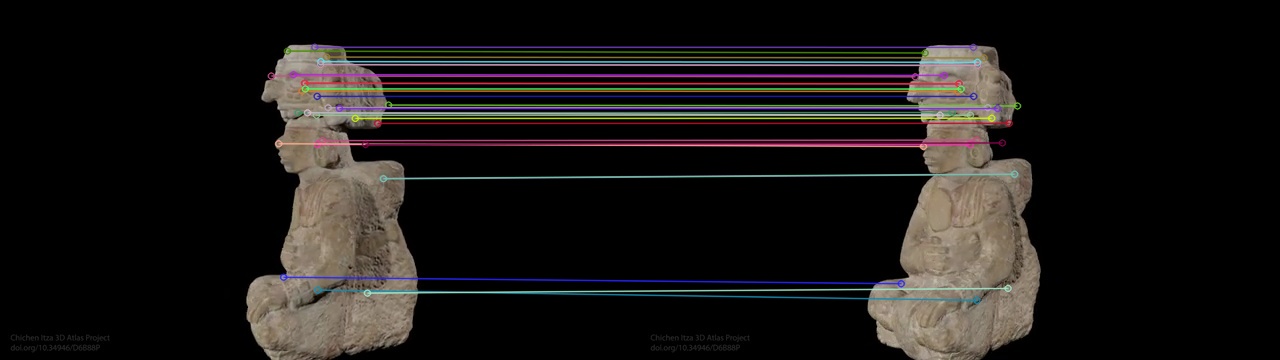 Chichen Itza 3D Atlas Project
doi.org/10.34946/D6B88P
Chichen Itza 3D Atlas Project
doi.org/10.34946/D6B88P